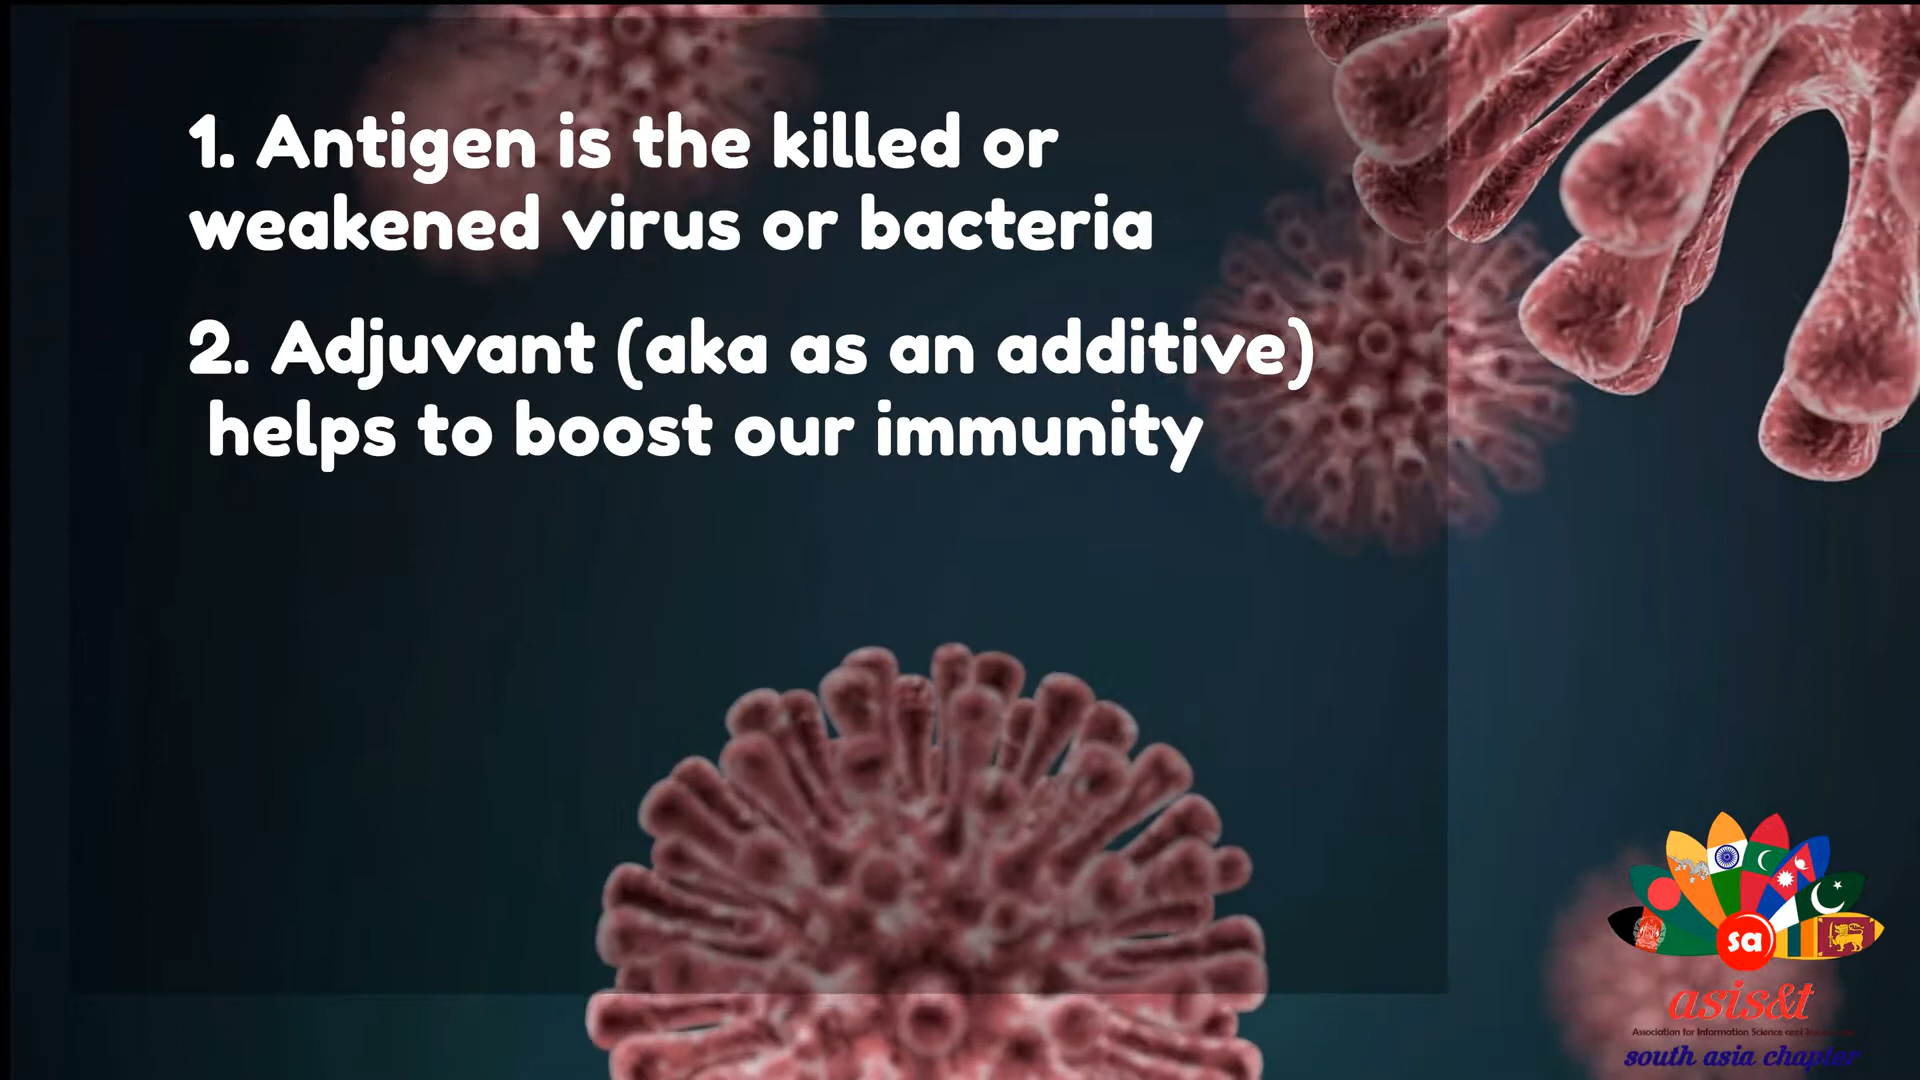 1. Antigen is the killed or
weakened virus or bacteria
2. Adjuvant (aka as an additive)
helps to boost our immunity
sa
asis&t
Association for Information Science and
south asia chapter